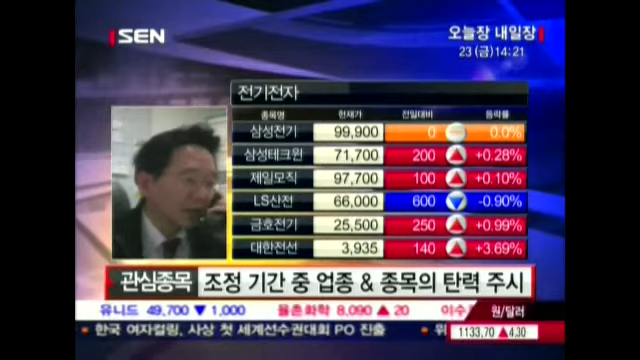 SEN
오늘장 내일장
23 (금) 14:21
전기전자
종목명 현재가 전일대비 등락률
삼성전기 99,900 0 0.0%
삼성테크윈 71,700 200 ▲ +0.28%
제일모직 97,700 100 ▲ +0.10%
LS산전 66,000 600 ▼ -0.90%
금호전기 25,500 250 ▲ +0.99%
대한전선 3,935 140 ▲ +3.69%
관심종목 조정 기간 중 업종 & 종목의 탄력 주시
유니드 49,700 ▼ 1,000 율촌화학 8,090 ▲ 20 이수
원/달러
한국 여자컬링, 사상 첫 세계선수권대회 PO 진출
1133.70 ▲ 4.30